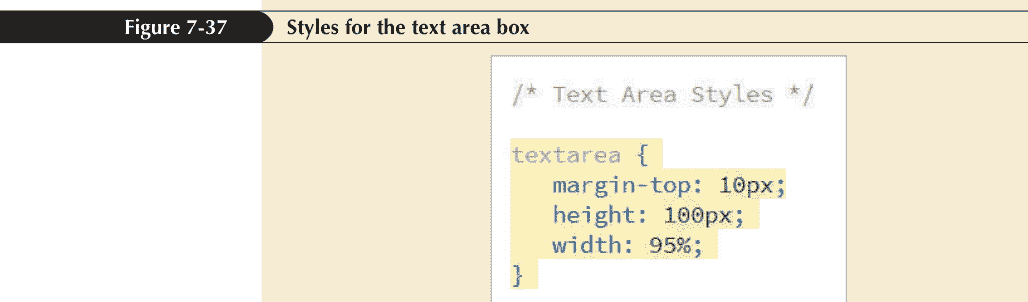 Figure 7-37 Styles for the text area box
/* Text Area Styles */
textarea {
margin-top: 10px;
height: 100px;
width: 95%;
}